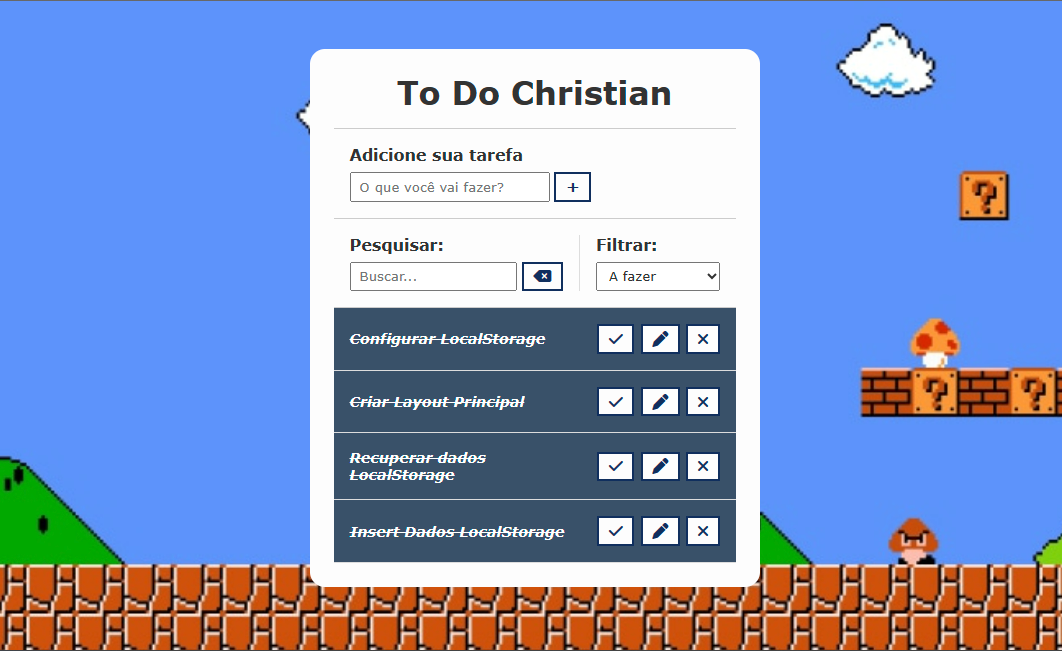 To Do Christian
Adicione sua tarefa
O que você vai fazer?
+
Pesquisar:
Filtrar:
Buscar...
A fazer
Configurar LocalStorage
Criar Layout Principal
Recuperar dados
LocalStorage
Insert Dados LocalStorage
?
?
?